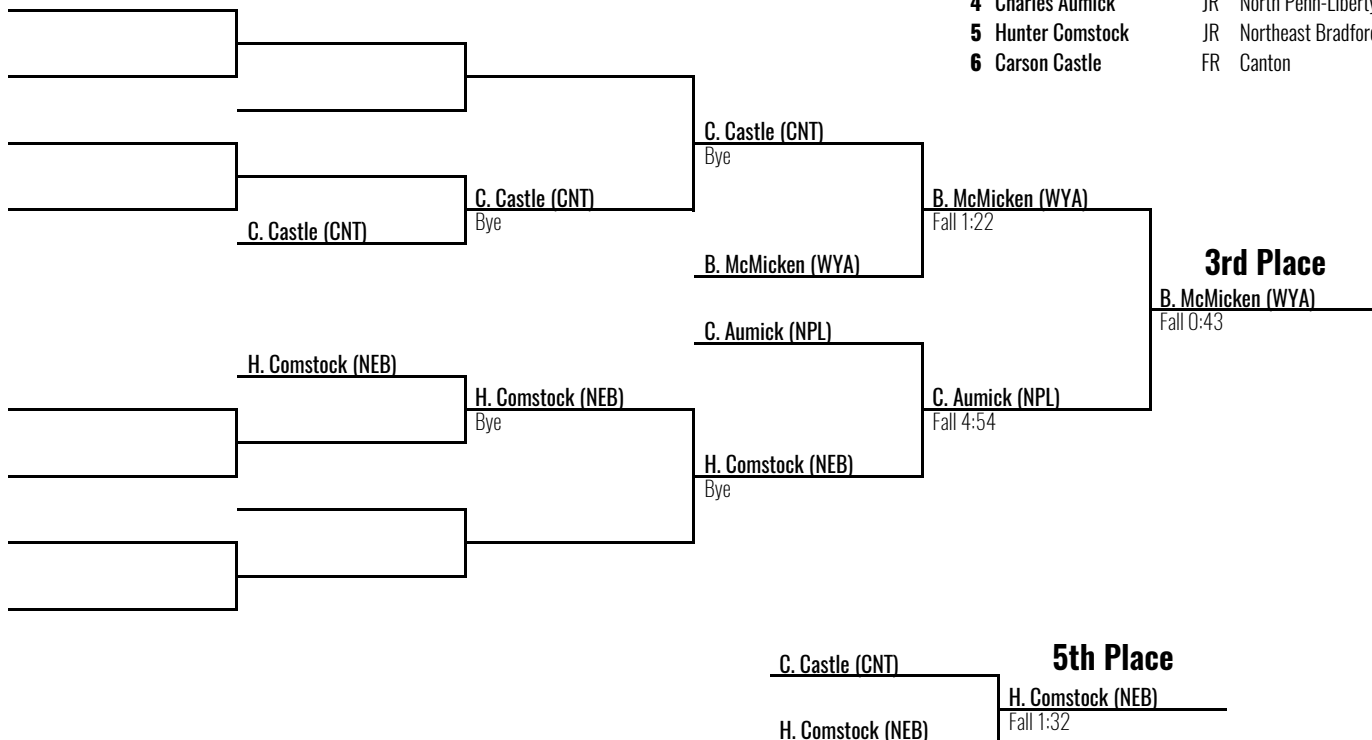 4 Charles Aumick JR North Penn-Liberty
5 Hunter Comstock JR Northeast Bradford
6 Carson Castle FR Canton
C. Castle (CNT)
Bye
C. Castle (CNT)
Bye
B. McMicken (WYA)
Fall 1:22
C. Castle (CNT)
3rd Place
B. McMicken (WYA)
B. McMicken (WYA)
Fall 0:43
C. Aumick (NPL)
H. Comstock (NEB)
H. Comstock (NEB)
Bye
C. Aumick (NPL)
Fall 4:54
H. Comstock (NEB)
Bye
5th Place
C. Castle (CNT)
H. Comstock (NEB)
Fall 1:32
H. Comstock (NEB)